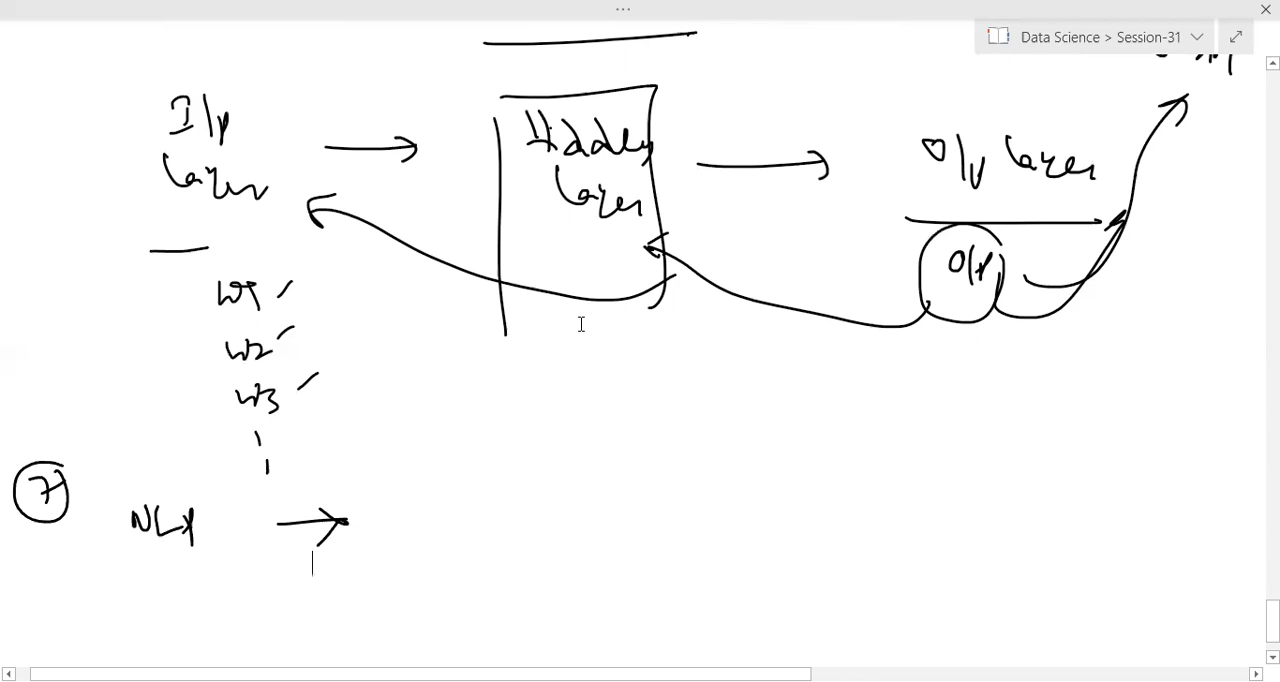 Data Science > Session-31
I/p
Layer
Hidden
Layer
O/p Layer
O/p
W1
W2
W3
7
NLP